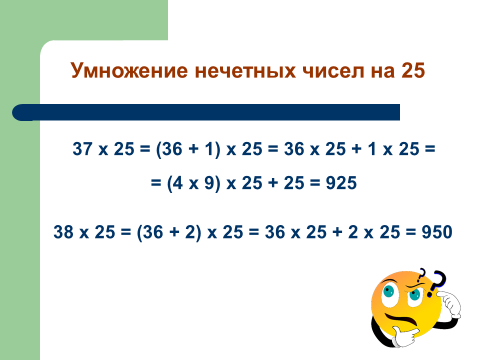 Умножение нечетных чисел на 25
37 х 25 = (36 + 1) х 25 = 36 х 25 + 1 х 25 =
= (4 х 9) х 25 + 25 = 925
38 х 25 = (36 + 2) х 25 = 36 х 25 + 2 х 25 = 950
???